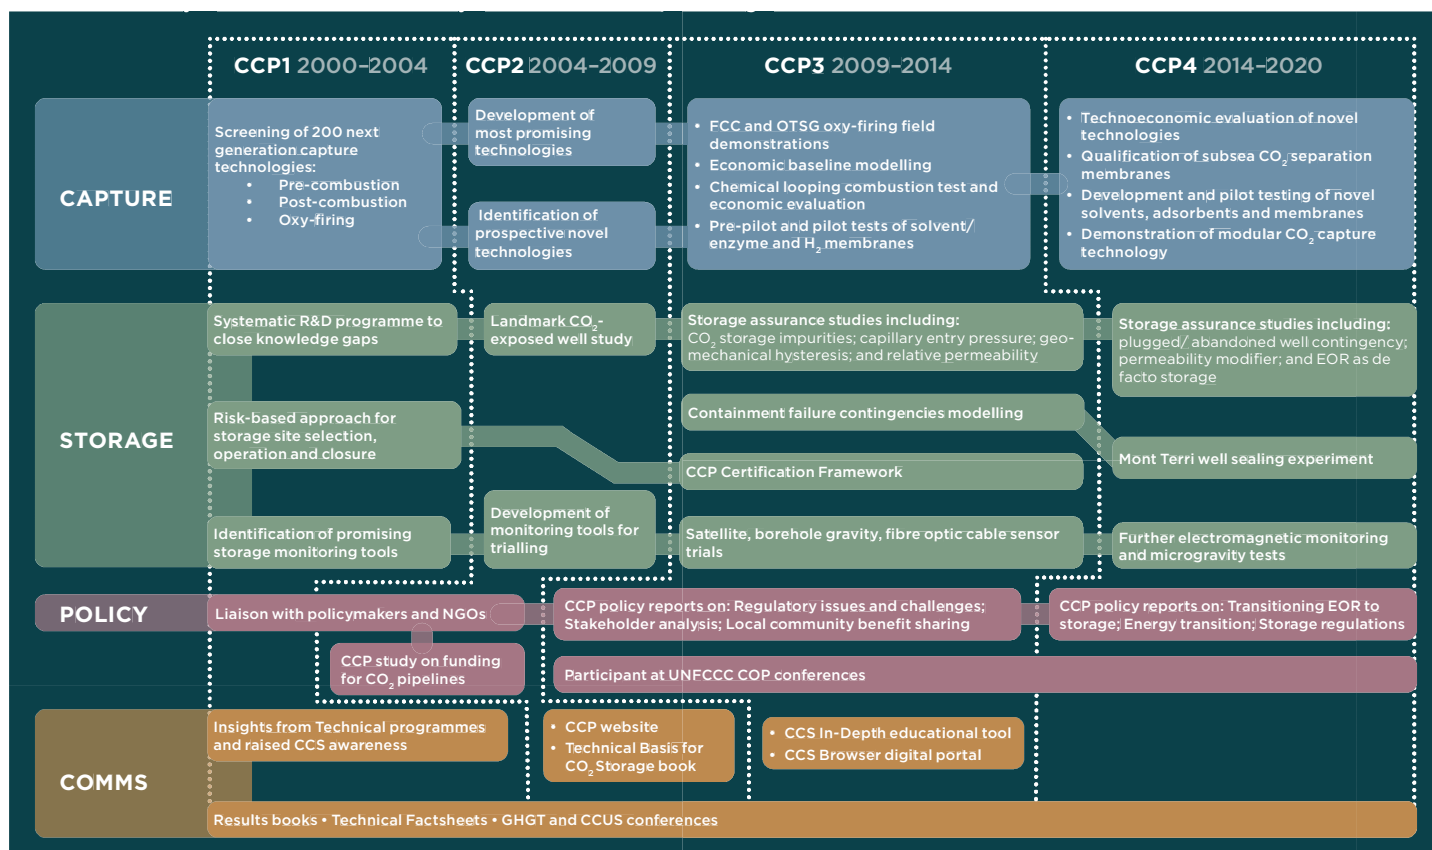 CCP1 2000–2004
CCP2 2004–2009
CCP3 2009–2014
CCP4 2014–2020
CAPTURE
Screening of 200 next
generation capture
technologies:
• Pre-combustion
• Post-combustion
• Oxy-firing
Development of
most promising
technologies
Identification of
prospective novel
technologies
• FCC and OTSG oxy-firing field
demonstrations
• Economic baseline modelling
• Chemical looping combustion test and
economic evaluation
• Pre-pilot and pilot tests of solvent/
enzyme and H₂ membranes
• Technoeconomic evaluation of novel
technologies
• Qualification of subsea CO₂ separation
membranes
• Development and pilot testing of novel
solvents, adsorbents and membranes
• Demonstration of modular CO₂ capture
technology
STORAGE
Systematic R&D programme to
close knowledge gaps
Landmark CO₂-
exposed well study
Storage assurance studies including:
CO₂ storage impurities; capillary entry pressure; geo-
mechanical hysteresis; and relative permeability
Storage assurance studies including:
plugged/ abandoned well contingency;
permeability modifier; and EOR as de
facto storage
Risk-based approach for
storage site selection,
operation and closure
Containment failure contingencies modelling
CCP Certification Framework
Mont Terri well sealing experiment
Identification of promising
storage monitoring tools
Development of
monitoring tools for
trialling
Satellite, borehole gravity, fibre optic cable sensor
trials
Further electromagnetic monitoring
and microgravity tests
POLICY
Liaison with policymakers and NGOs
CCP study on funding
for CO₂ pipelines
CCP policy reports on: Regulatory issues and challenges;
Stakeholder analysis; Local community benefit sharing
CCP policy reports on: Transitioning EOR to
storage; Energy transition; Storage regulations
Participant at UNFCCC COP conferences
COMMS
Insights from Technical programmes
and raised CCS awareness
• CCP website
• Technical Basis for
CO₂ Storage book
• CCS In-Depth educational tool
• CCS Browser digital portal
Results books • Technical Factsheets • GHGT and CCUS conferences